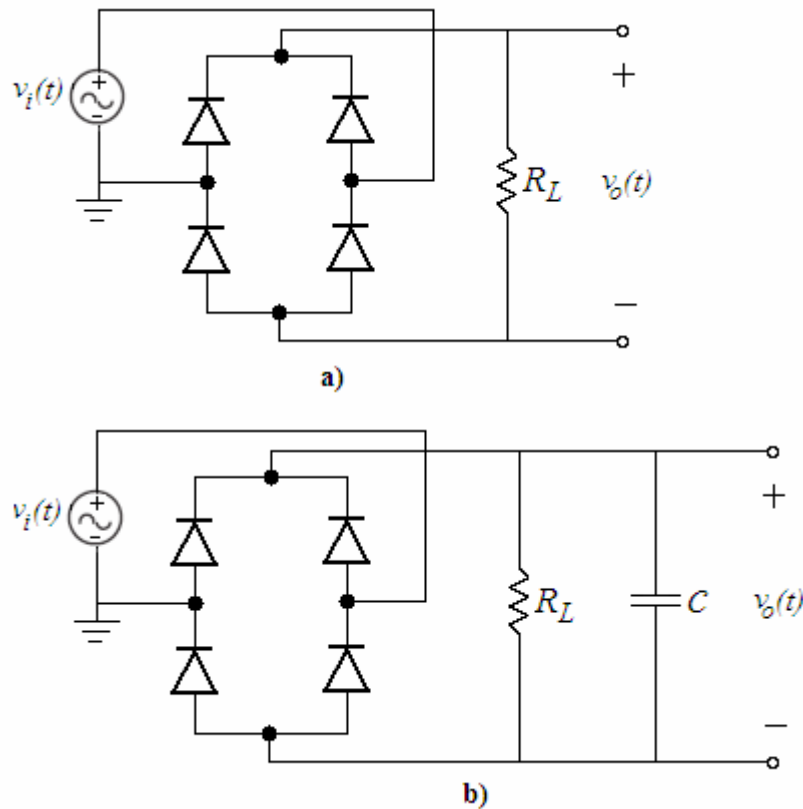 v_i(t)
+
-
+
R_L
v_o(t)
−
a)
v_i(t)
+
-
+
R_L
C
v_o(t)
−
b)